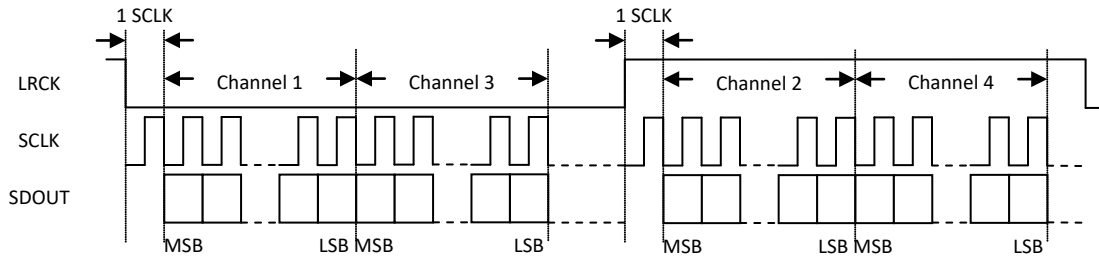 1 SCLK 1 SCLK
LRCK Channel 1 Channel 3 Channel 2 Channel 4
SCLK
SDOUT
MSB LSB MSB LSB MSB LSB MSB LSB